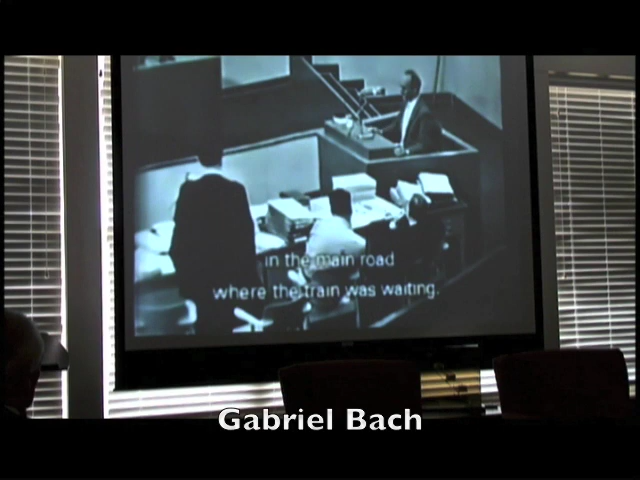 in the main road
where the train was waiting.
Gabriel Bach